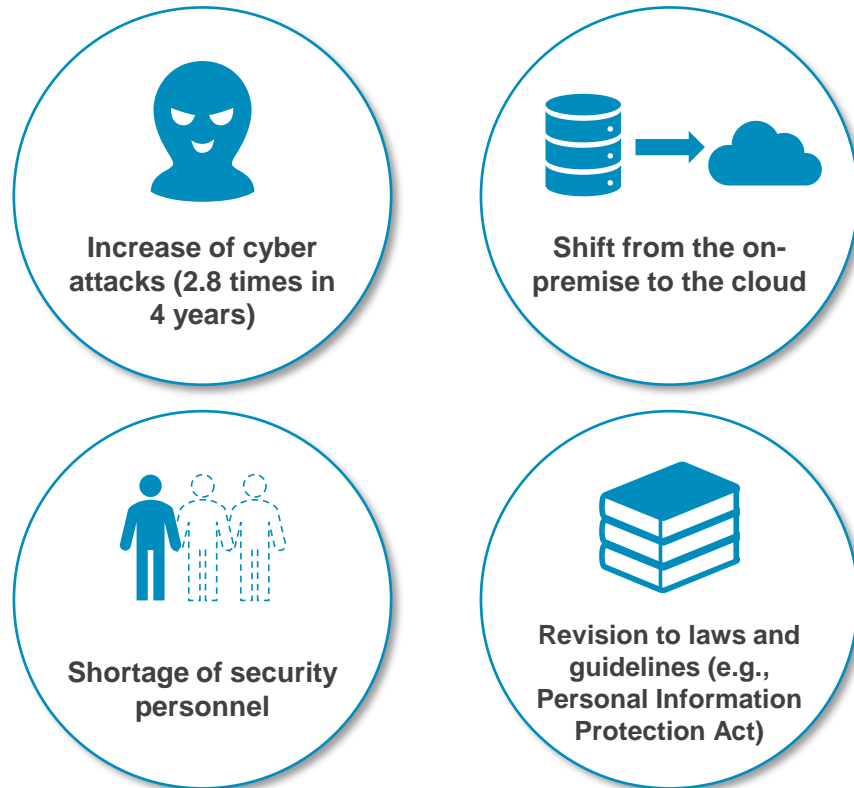 Increase of cyber
attacks (2.8 times in
4 years)
Shift from the on-
premise to the cloud
Shortage of security
personnel
Revision to laws and
guidelines (e.g.,
Personal Information
Protection Act)